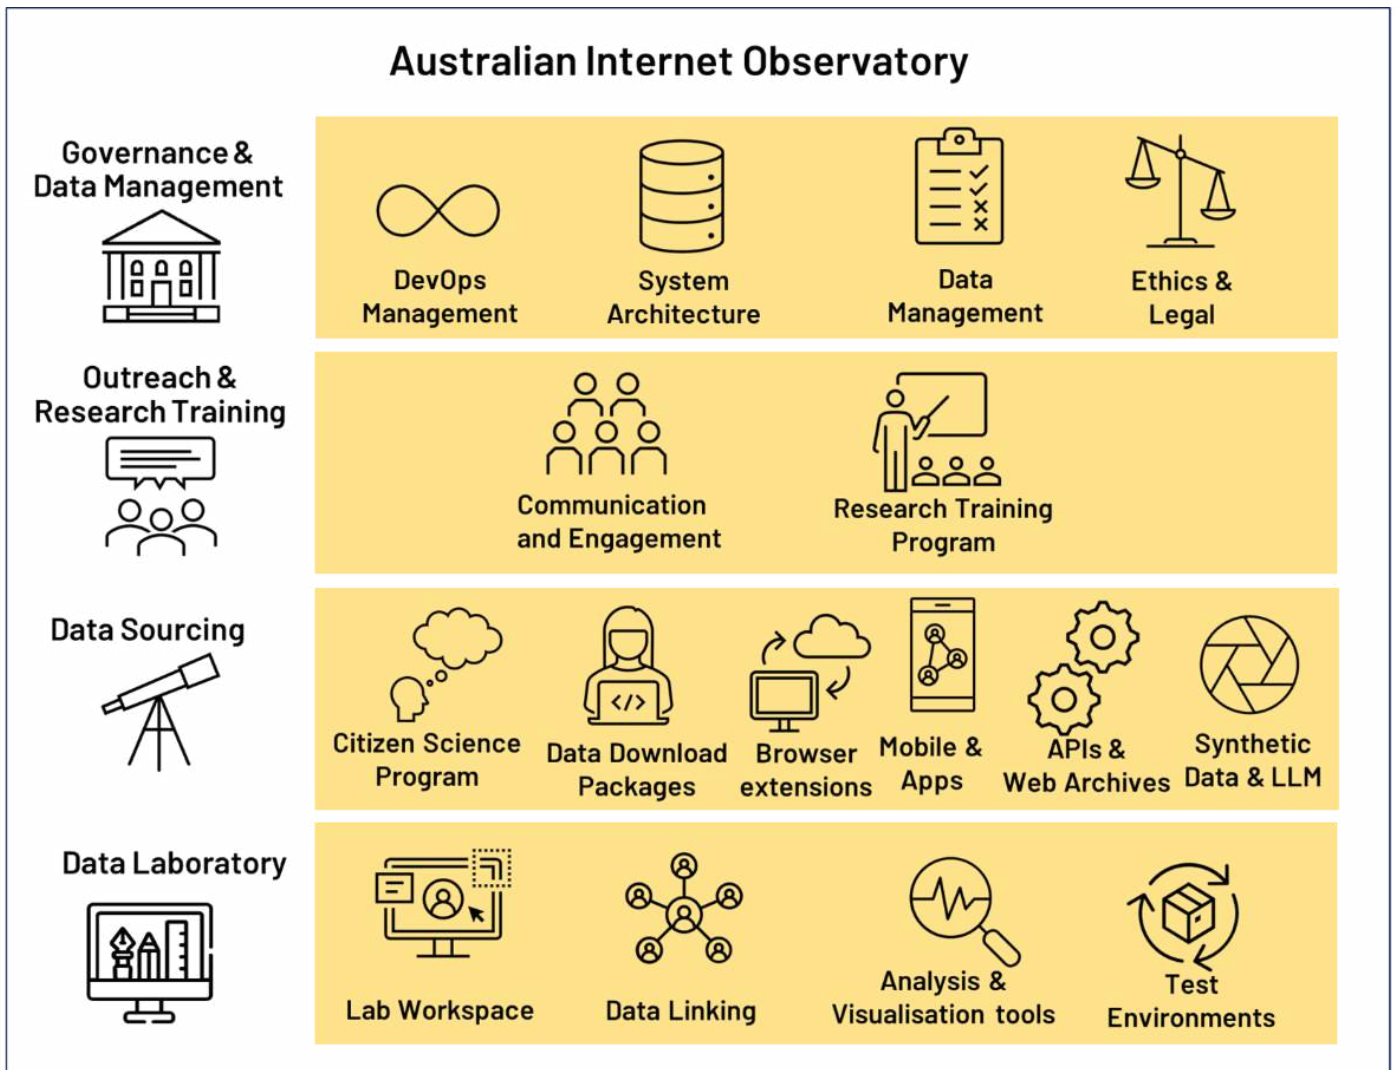 Australian Internet Observatory
Governance &
Data Management
DevOps
Management
System
Architecture
Data
Management
Ethics &
Legal
Outreach &
Research Training
Communication
and Engagement
Research Training
Program
Data Sourcing
Citizen Science
Program
Data Download
Packages
Browser
extensions
Mobile &
Apps
APIs &
Web Archives
Synthetic
Data & LLM
Data Laboratory
Lab Workspace
Data Linking
Analysis &
Visualisation tools
Test
Environments